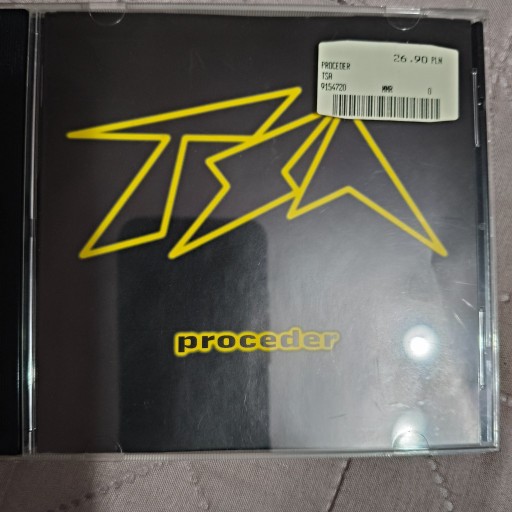 26.90 PLN
PROCEDER
TSA
9154720 MMR 0
TSA
proceder